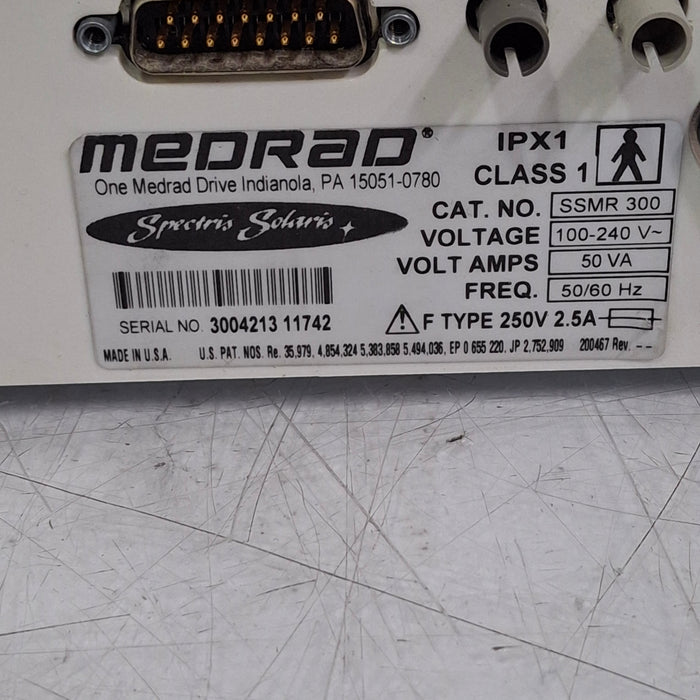 MEDRAD®
One Medrad Drive Indianola, PA 15051-0780
Spectris Solaris
SERIAL NO. 3004213 11742
IPX1
CLASS 1
CAT. NO. SSMR 300
VOLTAGE 100-240 V~
VOLT AMPS 50 VA
FREQ. 50/60 Hz
F TYPE 250V 2.5A
MADE IN U.S.A. U.S. PAT. NOS. Re. 35,979, 4,854,324 5,383,858 5,494,036, EP 0 655 220, JP 2,752,909 200467 Rev. --